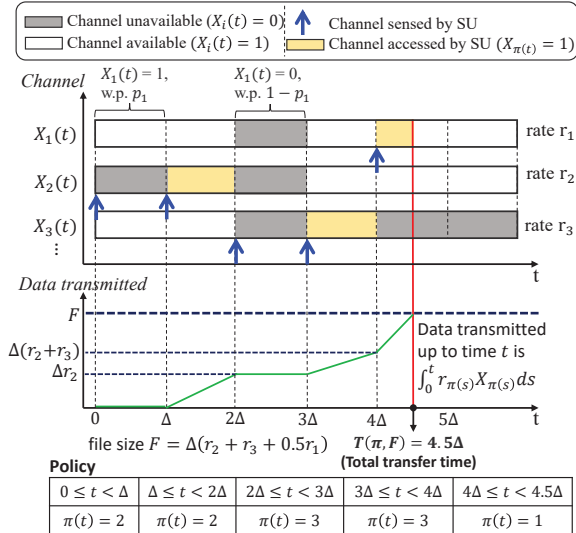 Channel unavailable (X_i(t) = 0)
Channel sensed by SU
Channel available (X_i(t) = 1)
Channel accessed by SU (X_π(t) = 1)
Channel
X_1(t) = 1,
w.p. p_1
X_1(t) = 0,
w.p. 1 − p_1
X_1(t)
rate r_1
X_2(t)
rate r_2
X_3(t)
rate r_3
⋮
t
Data transmitted
F
Δ(r_2+r_3)
Δr_2
Data transmitted
up to time t is
∫_0^t r_π(s) X_π(s) ds
0 Δ 2Δ 3Δ 4Δ 5Δ t
file size F = Δ(r_2 + r_3 + 0.5r_1)
T(π, F) = 4.5Δ
(Total transfer time)
Policy
0 ≤ t < Δ Δ ≤ t < 2Δ 2Δ ≤ t < 3Δ 3Δ ≤ t < 4Δ 4Δ ≤ t < 4.5Δ
π(t) = 2 π(t) = 2 π(t) = 3 π(t) = 3 π(t) = 1